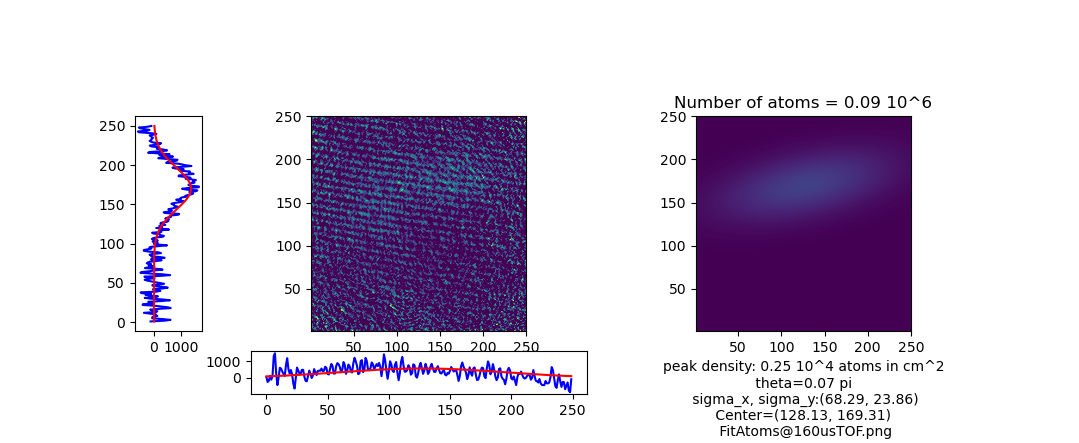 Number of atoms = 0.09 10^6
250
200
150
100
50
0
0 1000
250
200
150
100
50
50 100 150 200 250
1000
0
0 50 100 150 200 250
250
200
150
100
50
50 100 150 200 250
peak density: 0.25 10^4 atoms in cm^2
theta=0.07 pi
sigma_x, sigma_y:(68.29, 23.86)
Center=(128.13, 169.31)
FitAtoms@160usTOF.png